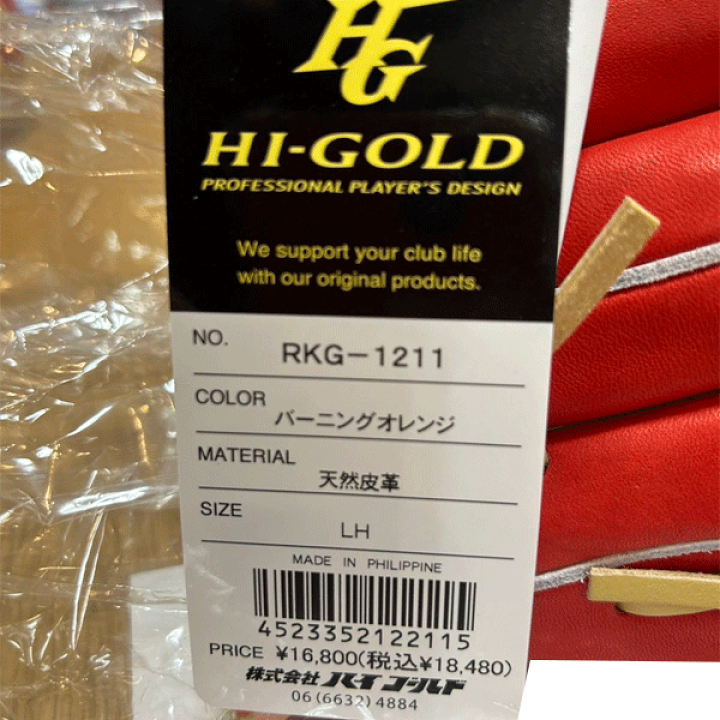 HG
HI-GOLD
PROFESSIONAL PLAYER'S DESIGN
We support your club life
with our original products.
NO. RKG-1211
COLOR バーニングオレンジ
MATERIAL 天然皮革
SIZE LH
MADE IN PHILIPPINE
4523352122115
PRICE ¥16,800(税込¥18,480)
株式会社ハイゴールド
06(6632)4884